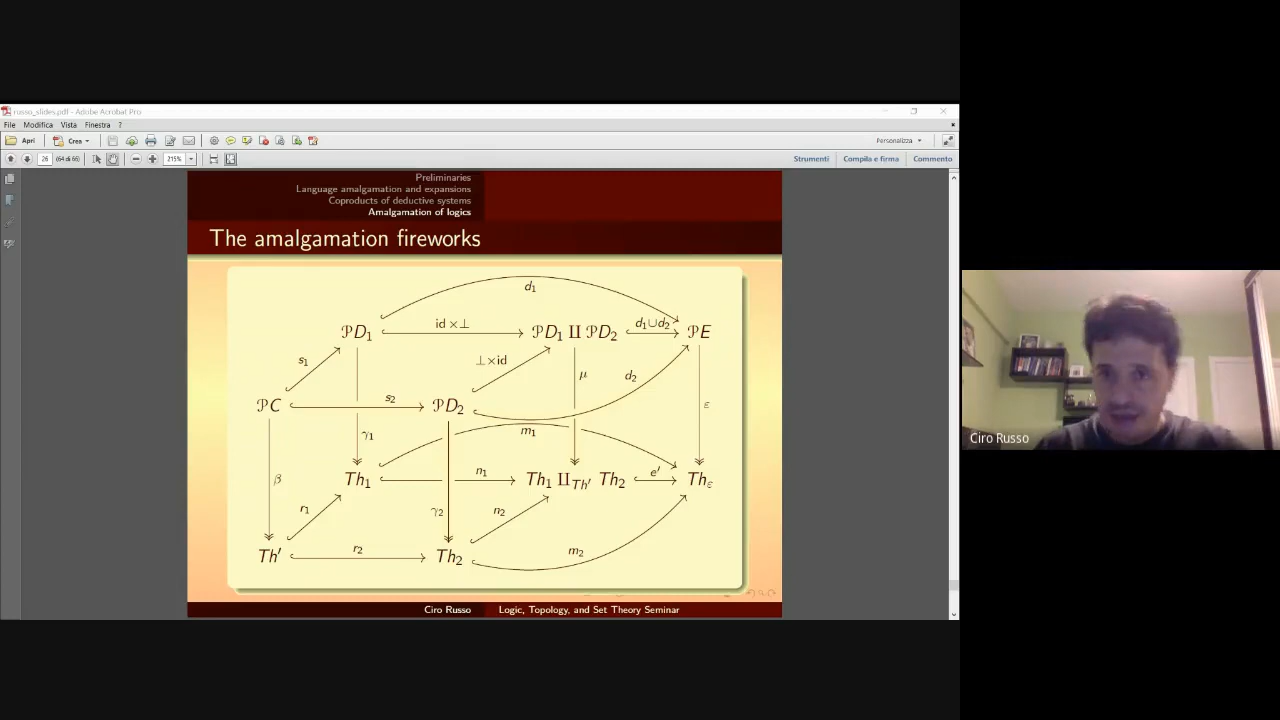 russo_slides.pdf - Adobe Acrobat Pro
File Modifica Vista Finestra ?
Apri Crea Personalizza
26 (64 di 66) 215% Strumenti Compila e firma Commento
Preliminaries
Language amalgamation and expansions
Coproducts of deductive systems
Amalgamation of logics
The amalgamation fireworks
d₁
𝒫D₁ id × ⊥ 𝒫D₁ ∐ 𝒫D₂ d₁∪d₂ 𝒫E
s₁ ⊥ × id
μ d₂
𝒫C s₂ 𝒫D₂ ε
γ₁ m₁
β Th₁ n₁ Th₁ ∐Th′ Th₂ e′ Thε
r₁ γ₂ n₂
Th′ r₂ Th₂ m₂
Ciro Russo Logic, Topology, and Set Theory Seminar
Ciro Russo